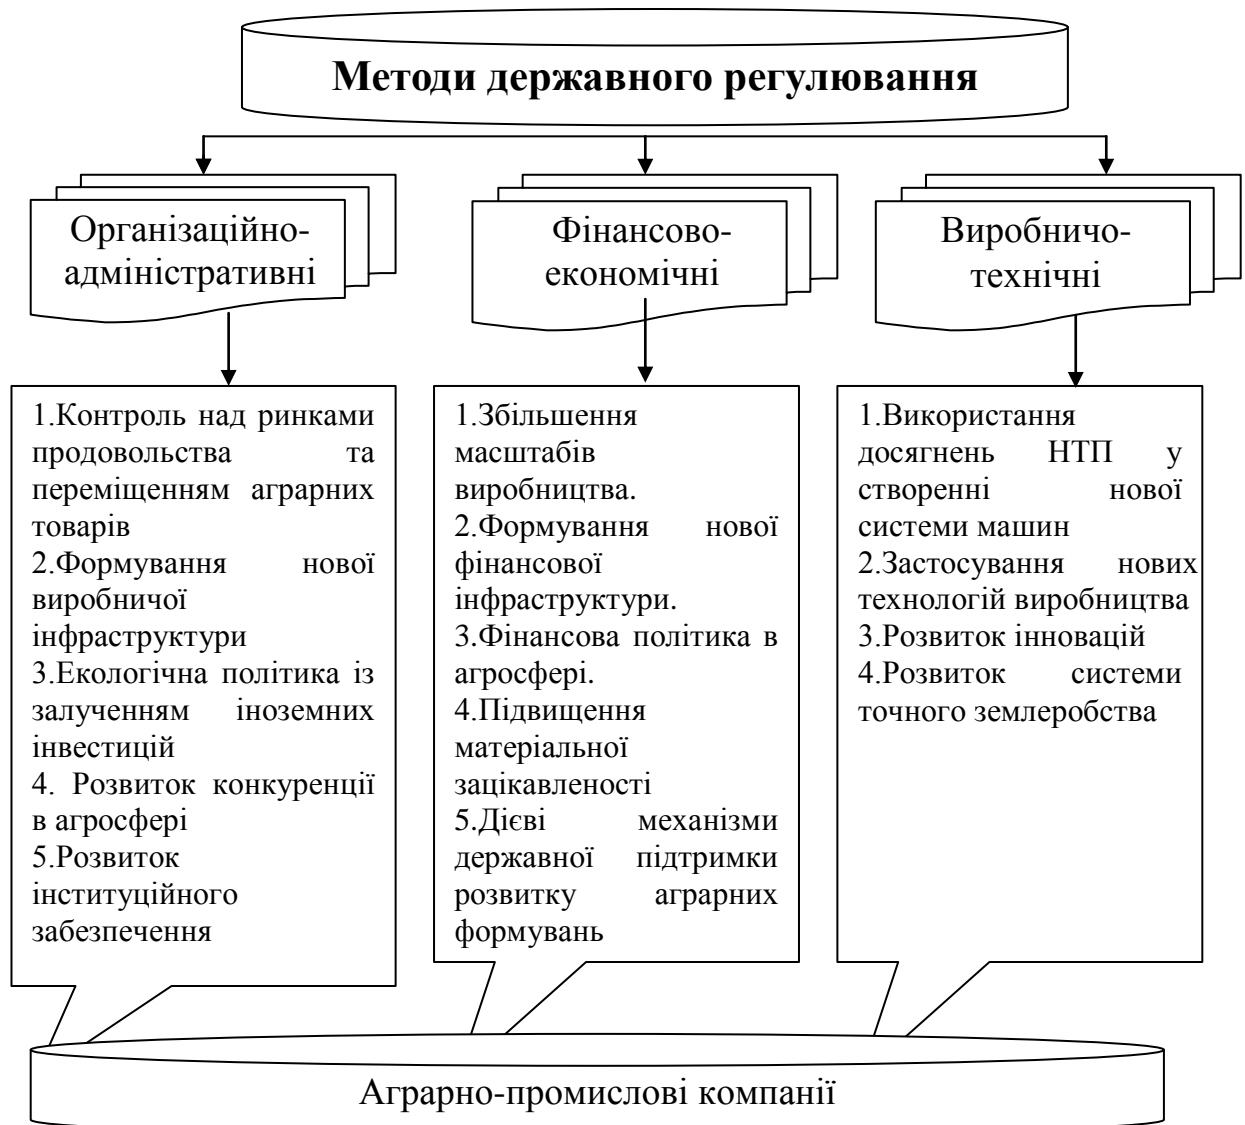 Методи державного регулювання
Організаційно-
адміністративні
Фінансово-
економічні
Виробничо-
технічні
1.Контроль над ринками
продовольства та
переміщенням аграрних
товарів
2.Формування нової
виробничої
інфраструктури
3.Екологічна політика із
залученням іноземних
інвестицій
4. Розвиток конкуренції
в агросфері
5.Розвиток
інституційного
забезпечення
1.Збільшення
масштабів
виробництва.
2.Формування нової
фінансової
інфраструктури.
3.Фінансова політика в
агросфері.
4.Підвищення
матеріальної
зацікавленості
5.Дієві механізми
державної підтримки
розвитку аграрних
формувань
1.Використання
досягнень НТП у
створенні нової
системи машин
2.Застосування нових
технологій виробництва
3.Розвиток інновацій
4.Розвиток системи
точного землеробства
Аграрно-промислові компанії